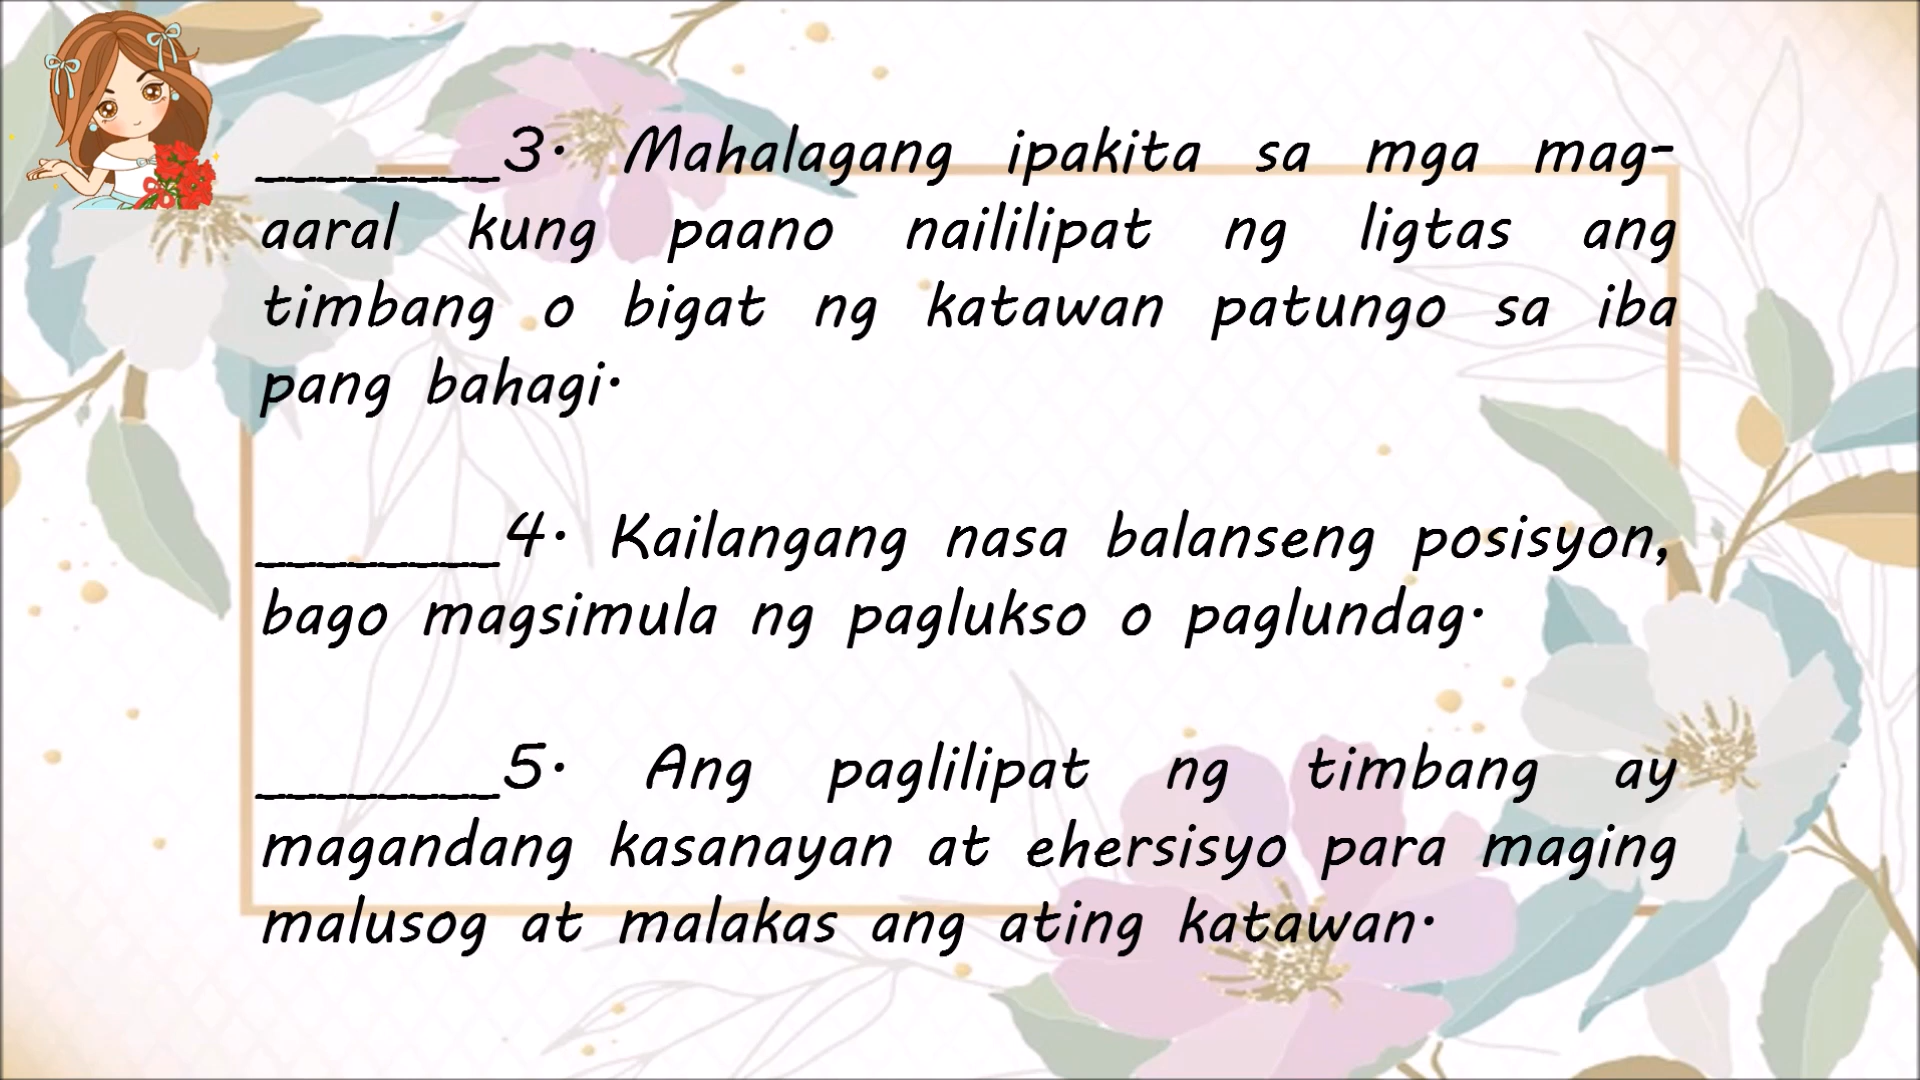 ________3. Mahalagang ipakita sa mga mag-
aaral kung paano naililipat ng ligtas ang
timbang o bigat ng katawan patungo sa iba
pang bahagi.
________4. Kailangang nasa balanseng posisyon,
bago magsimula ng paglukso o paglundag.
________5. Ang paglilipat ng timbang ay
magandang kasanayan at ehersisyo para maging
malusog at malakas ang ating katawan.